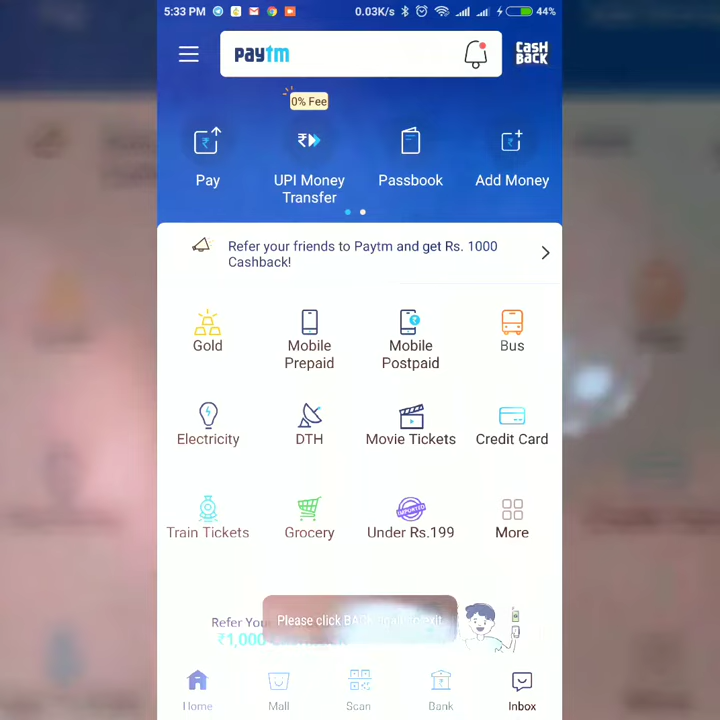 5:33 PM 0.03K/s 44%
paytm
CASH
BACK
0% Fee
Pay
UPI Money
Transfer
Passbook
Add Money
Refer your friends to Paytm and get Rs. 1000
Cashback!
Gold
Mobile
Prepaid
Mobile
Postpaid
Bus
Electricity
DTH
Movie Tickets
Credit Card
IMPORTED
Train Tickets
Grocery
Under Rs.199
More
Refer You
Please click BACK again to exit
₹1,000
Home
Mall
Scan
Bank
Inbox